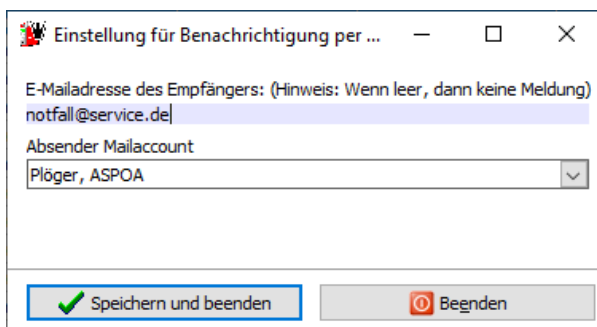 Einstellung für Benachrichtigung per ...
E-Mailadresse des Empfängers: (Hinweis: Wenn leer, dann keine Meldung)
notfall@service.de
Absender Mailaccount
Plöger, ASPOA
Speichern und beenden
Beenden